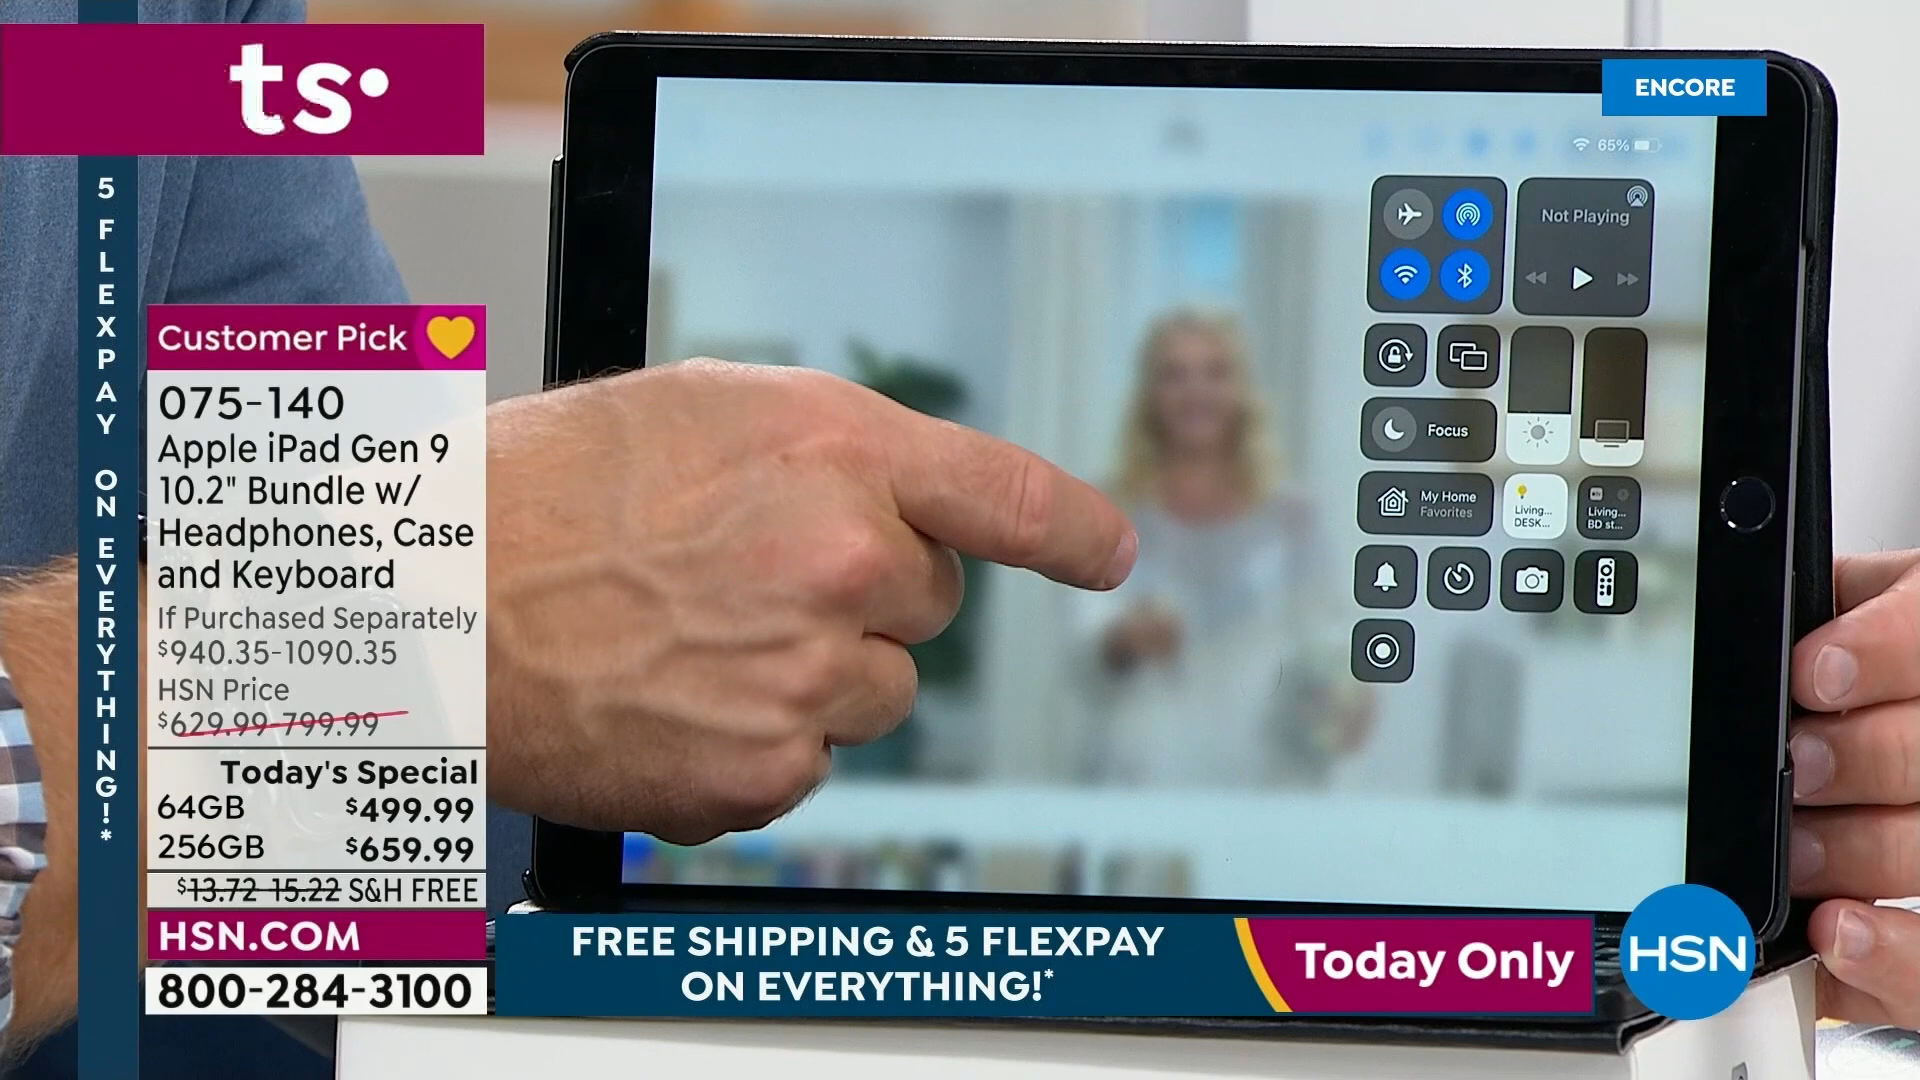 ts.
ENCORE
65%
Not Playing
Focus
My Home
Favorites
Living...
DESK...
Living...
BD st...
5 FLEXPAY ON EVERYTHING!*
Customer Pick
075-140
Apple iPad Gen 9
10.2" Bundle w/
Headphones, Case
and Keyboard
If Purchased Separately
$940.35-1090.35
HSN Price
$629.99-799.99
Today's Special
64GB $499.99
256GB $659.99
$13.72-15.22 S&H FREE
HSN.COM
800-284-3100
FREE SHIPPING & 5 FLEXPAY
ON EVERYTHING!*
Today Only
HSN